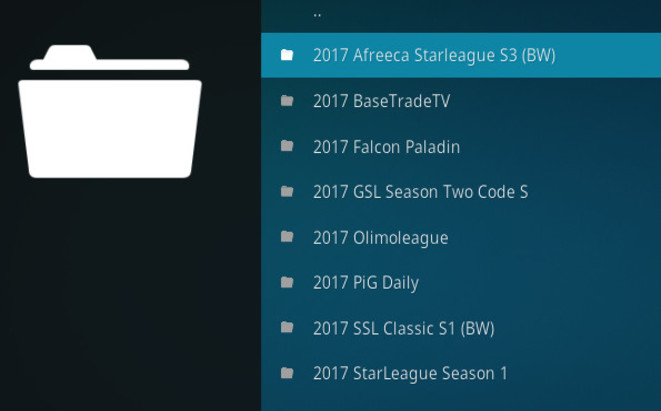 ..
2017 Afreeca Starleague S3 (BW)
2017 BaseTradeTV
2017 Falcon Paladin
2017 GSL Season Two Code S
2017 Olimoleague
2017 PiG Daily
2017 SSL Classic S1 (BW)
2017 StarLeague Season 1